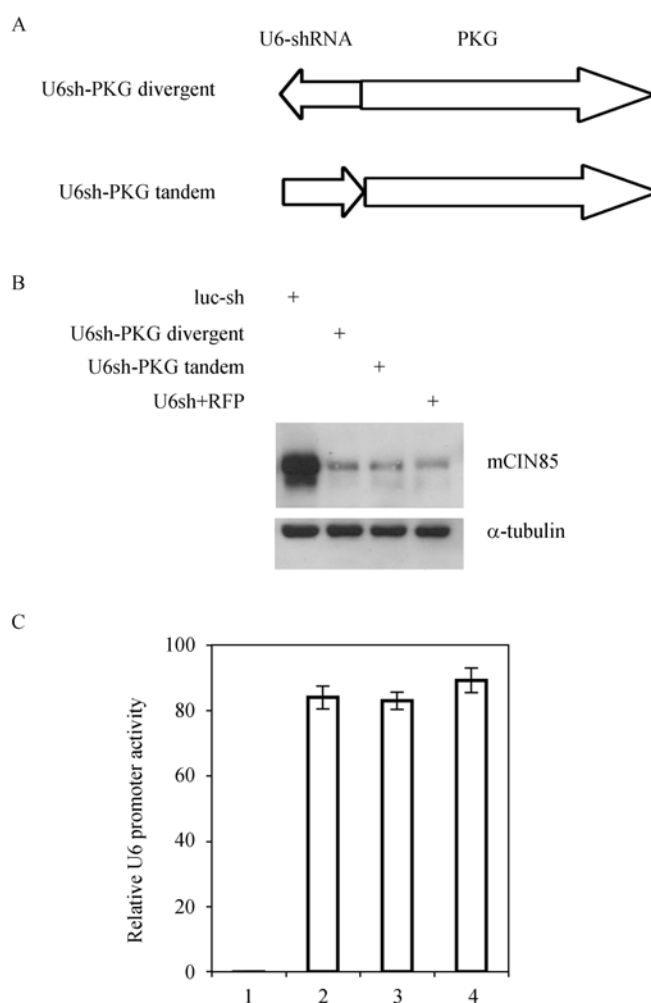 A
U6-shRNA PKG
U6sh-PKG divergent
U6sh-PKG tandem
B
luc-sh +
U6sh-PKG divergent +
U6sh-PKG tandem +
U6sh+RFP +
mCIN85
α-tubulin
C
Relative U6 promoter activity
100
80
60
40
20
0
1 2 3 4